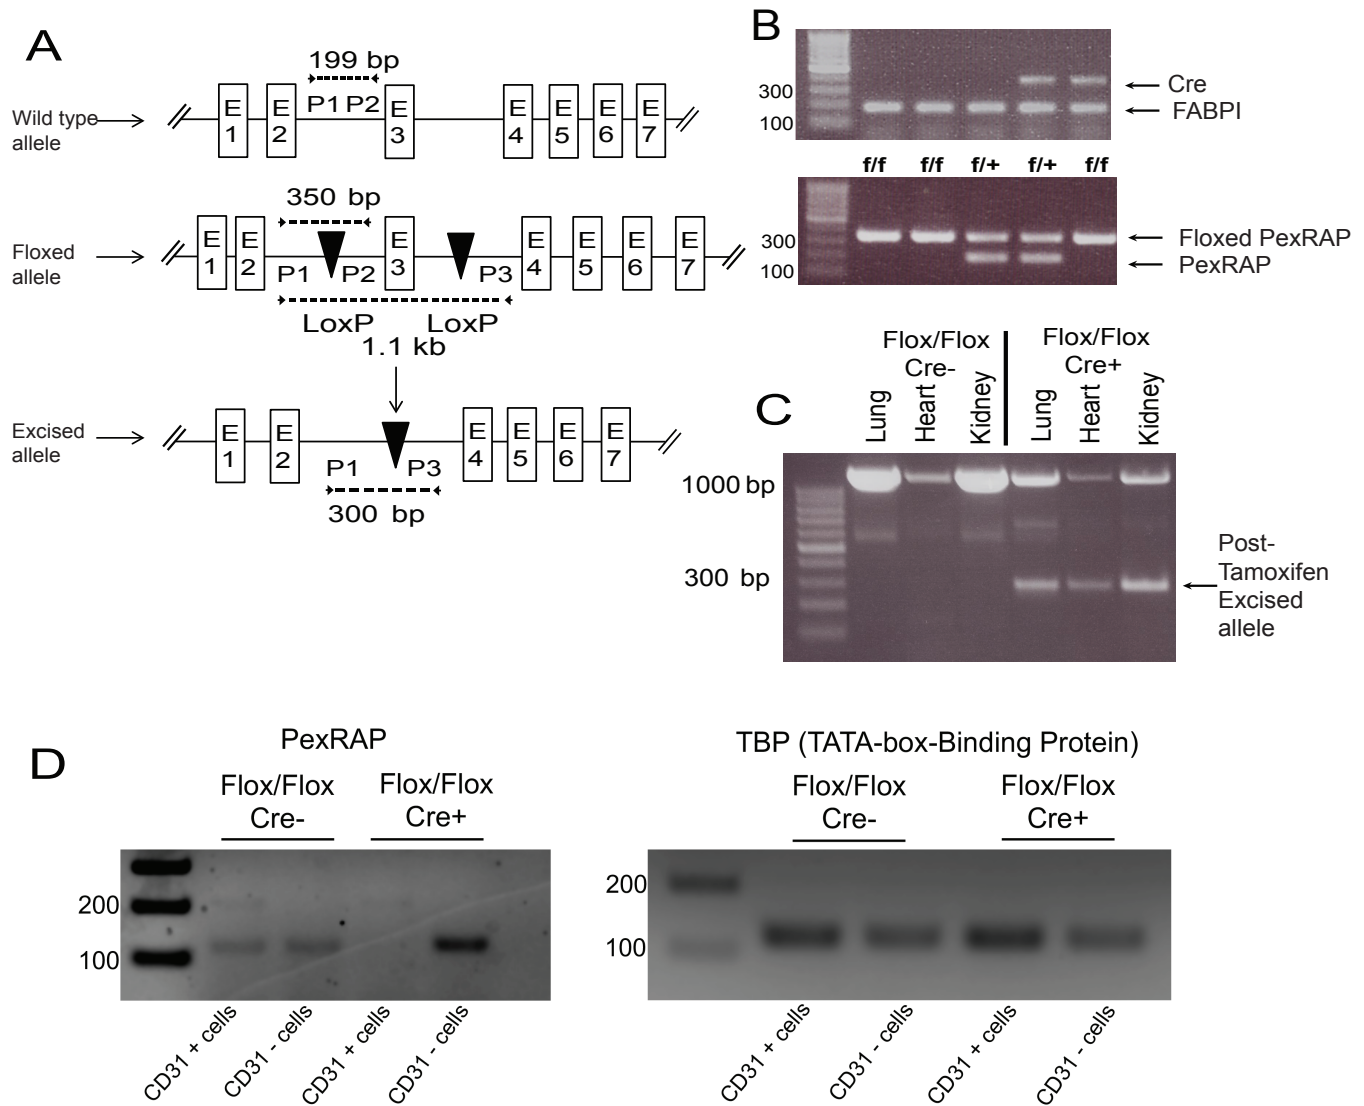 A
199 bp
P1 P2
Wild type
allele
E
1
E
2
E
3
E
4
E
5
E
6
E
7
350 bp
Floxed
allele
E
1
E
2
E
3
E
4
E
5
E
6
E
7
P1
P2
P3
LoxP
LoxP
1.1 kb
Excised
allele
E
1
E
2
E
4
E
5
E
6
E
7
P1
P3
300 bp
B
300
100
Cre
FABPI
f/f f/f f/+ f/+ f/f
300
100
Floxed PexRAP
PexRAP
C
Flox/Flox
Cre-
Flox/Flox
Cre+
Lung
Heart
Kidney
Lung
Heart
Kidney
1000 bp
300 bp
Post-
Tamoxifen
Excised
allele
D
PexRAP
Flox/Flox
Cre-
Flox/Flox
Cre+
200
100
CD31 + cells
CD31 - cells
CD31 + cells
CD31 - cells
TBP (TATA-box-Binding Protein)
Flox/Flox
Cre-
Flox/Flox
Cre+
200
100
CD31 + cells
CD31 - cells
CD31 + cells
CD31 - cells